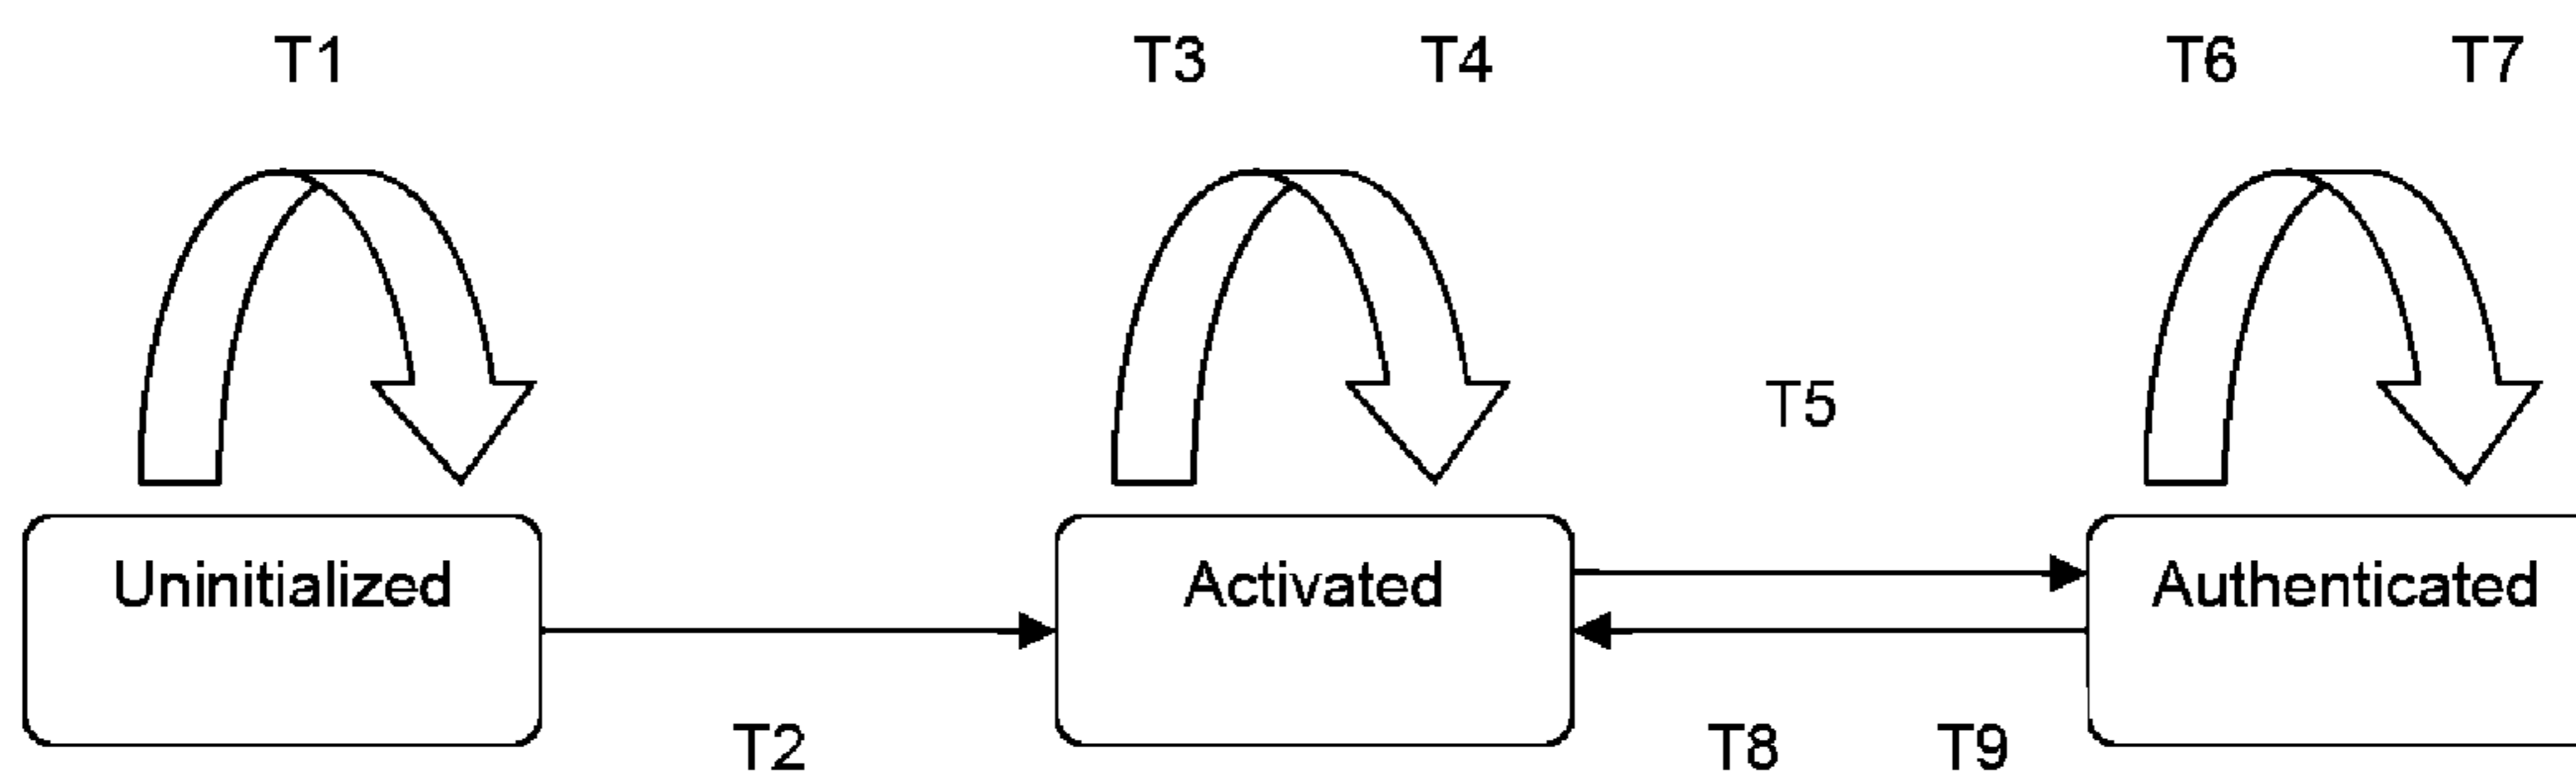 T1 T3 T4 T6 T7
T5
Uninitialized Activated Authenticated
T2 T8 T9